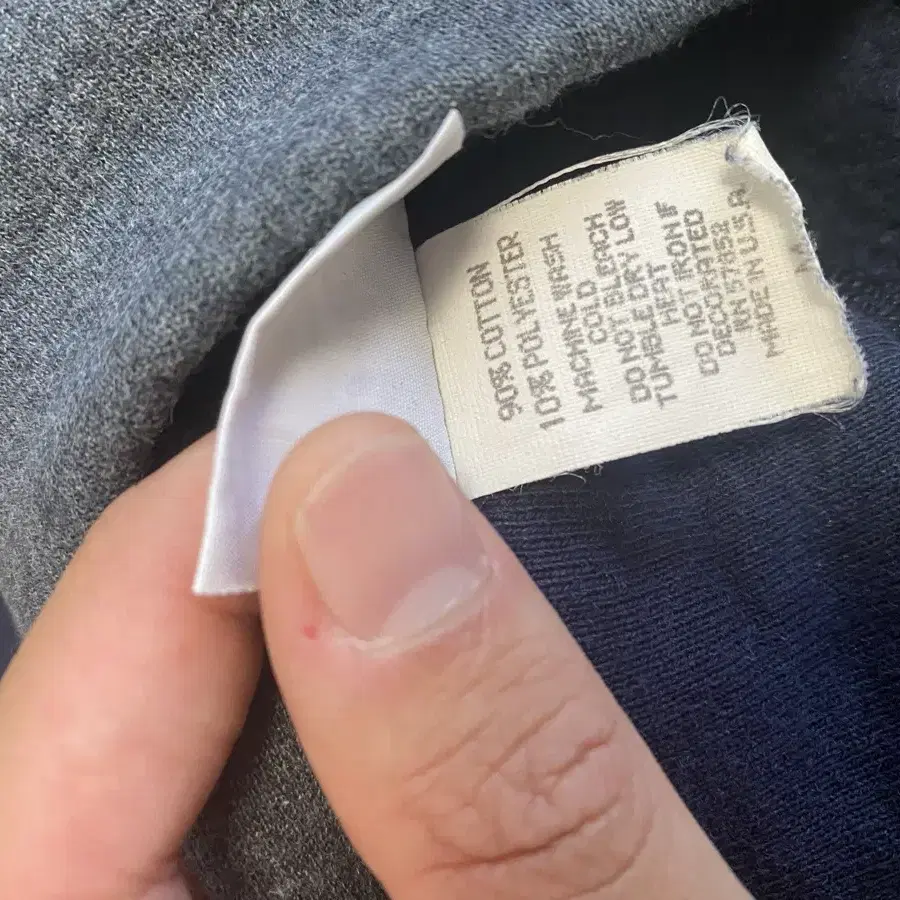 90% COTTON
10% POLYESTER
MACHINE WASH
COLD
DO NOT BLEACH
TUMBLE DRY LOW
HEAT
DO NOT IRON IF
DECORATED
RN 57652
MADE IN U.S.A.